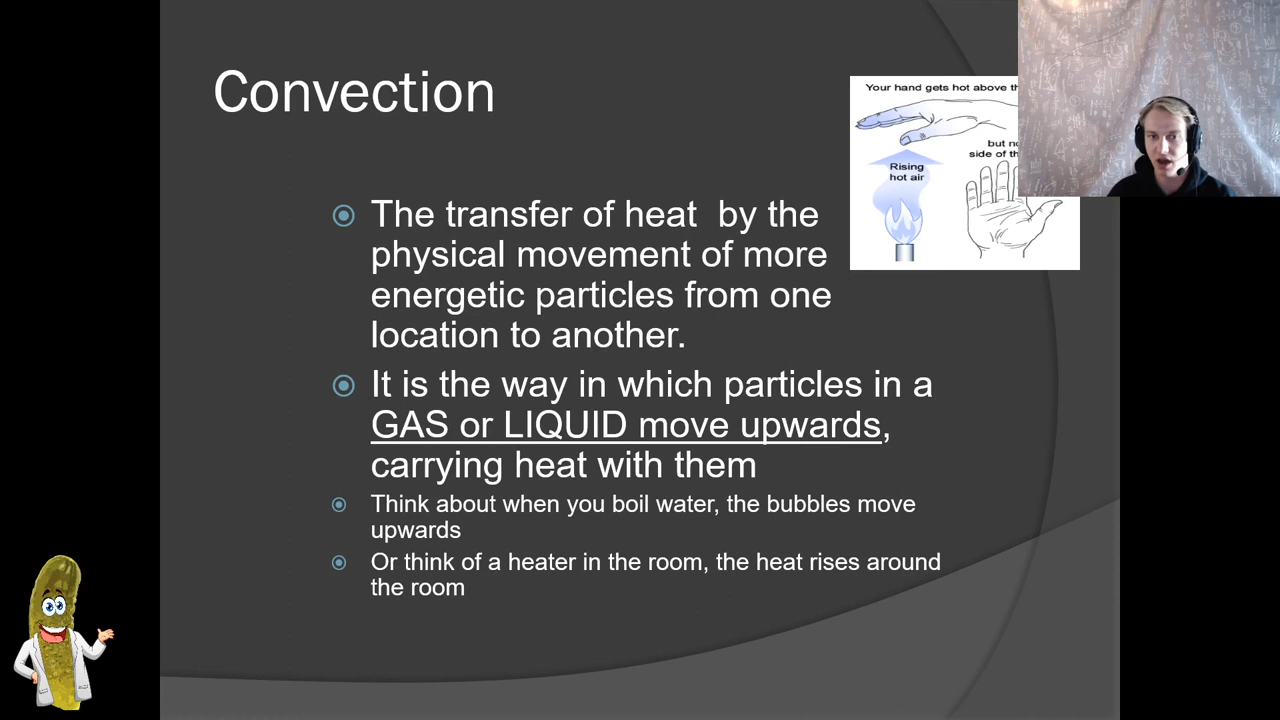 Convection
Your hand gets hot above th
but no
side of th
Rising
hot air
The transfer of heat by the
physical movement of more
energetic particles from one
location to another.
It is the way in which particles in a
GAS or LIQUID move upwards,
carrying heat with them
Think about when you boil water, the bubbles move
upwards
Or think of a heater in the room, the heat rises around
the room